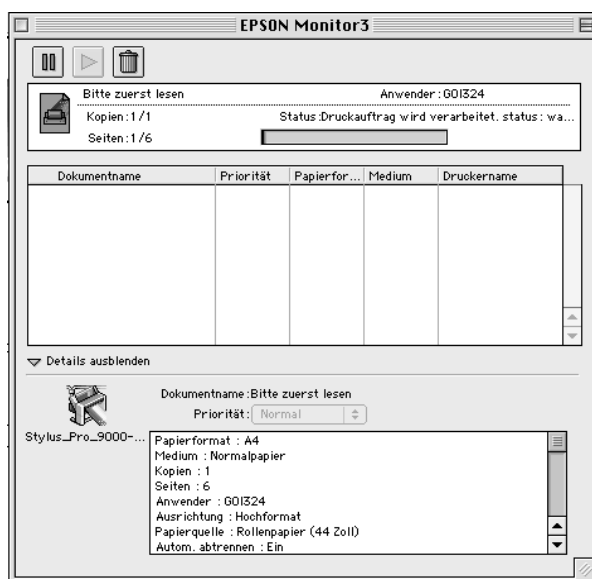 EPSON Monitor3
Bitte zuerst lesen Anwender :GOI324
Kopien :1/1 Status :Druckauftrag wird verarbeitet. status : wa...
Seiten :1/6
Dokumentname Priorität Papierfor... Medium Druckername
Details ausblenden
Dokumentname :Bitte zuerst lesen
Priorität: Normal
Stylus_Pro_9000-...
Papierformat : A4
Medium : Normalpapier
Kopien : 1
Seiten : 6
Anwender : GOI324
Ausrichtung : Hochformat
Papierquelle : Rollenpapier (44 Zoll)
Autom. abtrennen : Ein